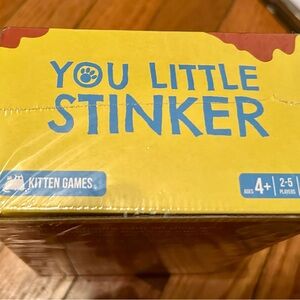 YOU LITTLE
STINKER
KITTEN GAMES
AGES 4+
2-5
PLAYERS